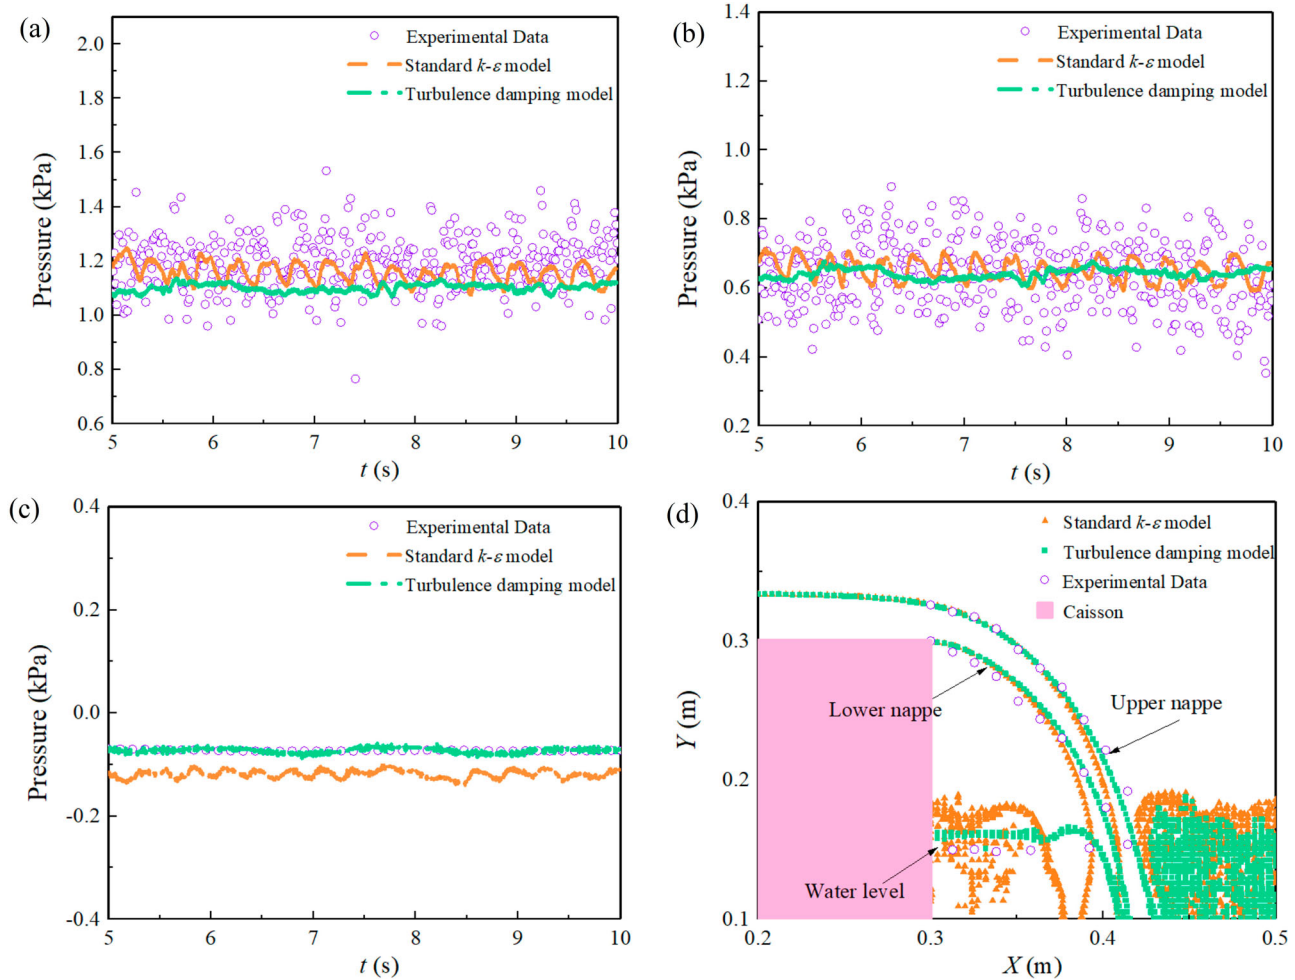 (a)
Pressure (kPa)
2.0
1.8
1.6
1.4
1.2
1.0
0.8
0.6
5
6
7
8
9
10
t (s)
Experimental Data
Standard k-ε model
Turbulence damping model
(b)
Pressure (kPa)
1.4
1.2
1.0
0.8
0.6
0.4
0.2
5
6
7
8
9
10
t (s)
Experimental Data
Standard k-ε model
Turbulence damping model
(c)
Pressure (kPa)
0.4
0.2
0.0
-0.2
-0.4
5
6
7
8
9
10
t (s)
Experimental Data
Standard k-ε model
Turbulence damping model
(d)
Y (m)
0.4
0.3
0.2
0.1
0.2
0.3
0.4
0.5
X (m)
Standard k-ε model
Turbulence damping model
Experimental Data
Caisson
Lower nappe
Upper nappe
Water level